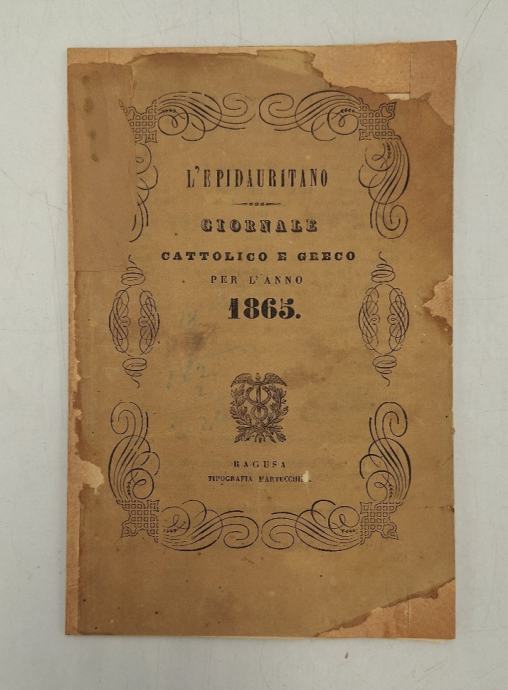 L'EPIDAURITANO
GIORNALE
CATTOLICO E GRECO
PER L'ANNO
1865.
RAGUSA
TIPOGRAFIA MARTECCHINI.